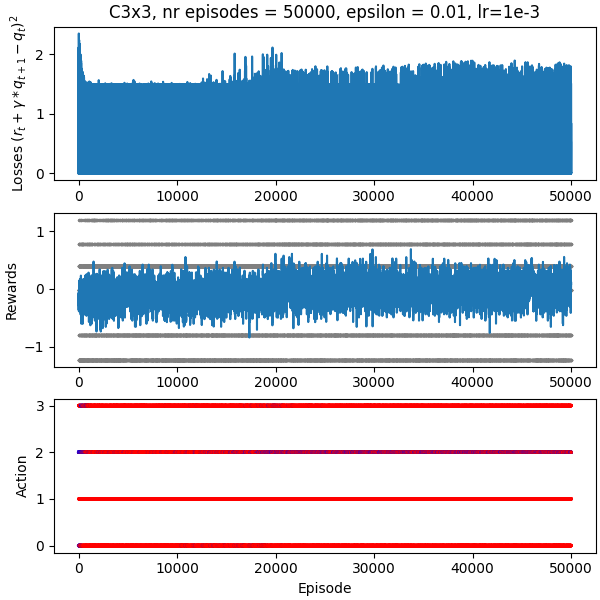 C3x3, nr episodes = 50000, epsilon = 0.01, lr=1e-3
Losses $(r_t + \gamma * q_{t+1} - q_t)^2$
2
1
0
0 10000 20000 30000 40000 50000
Rewards
1
0
−1
0 10000 20000 30000 40000 50000
Action
3
2
1
0
0 10000 20000 30000 40000 50000
Episode